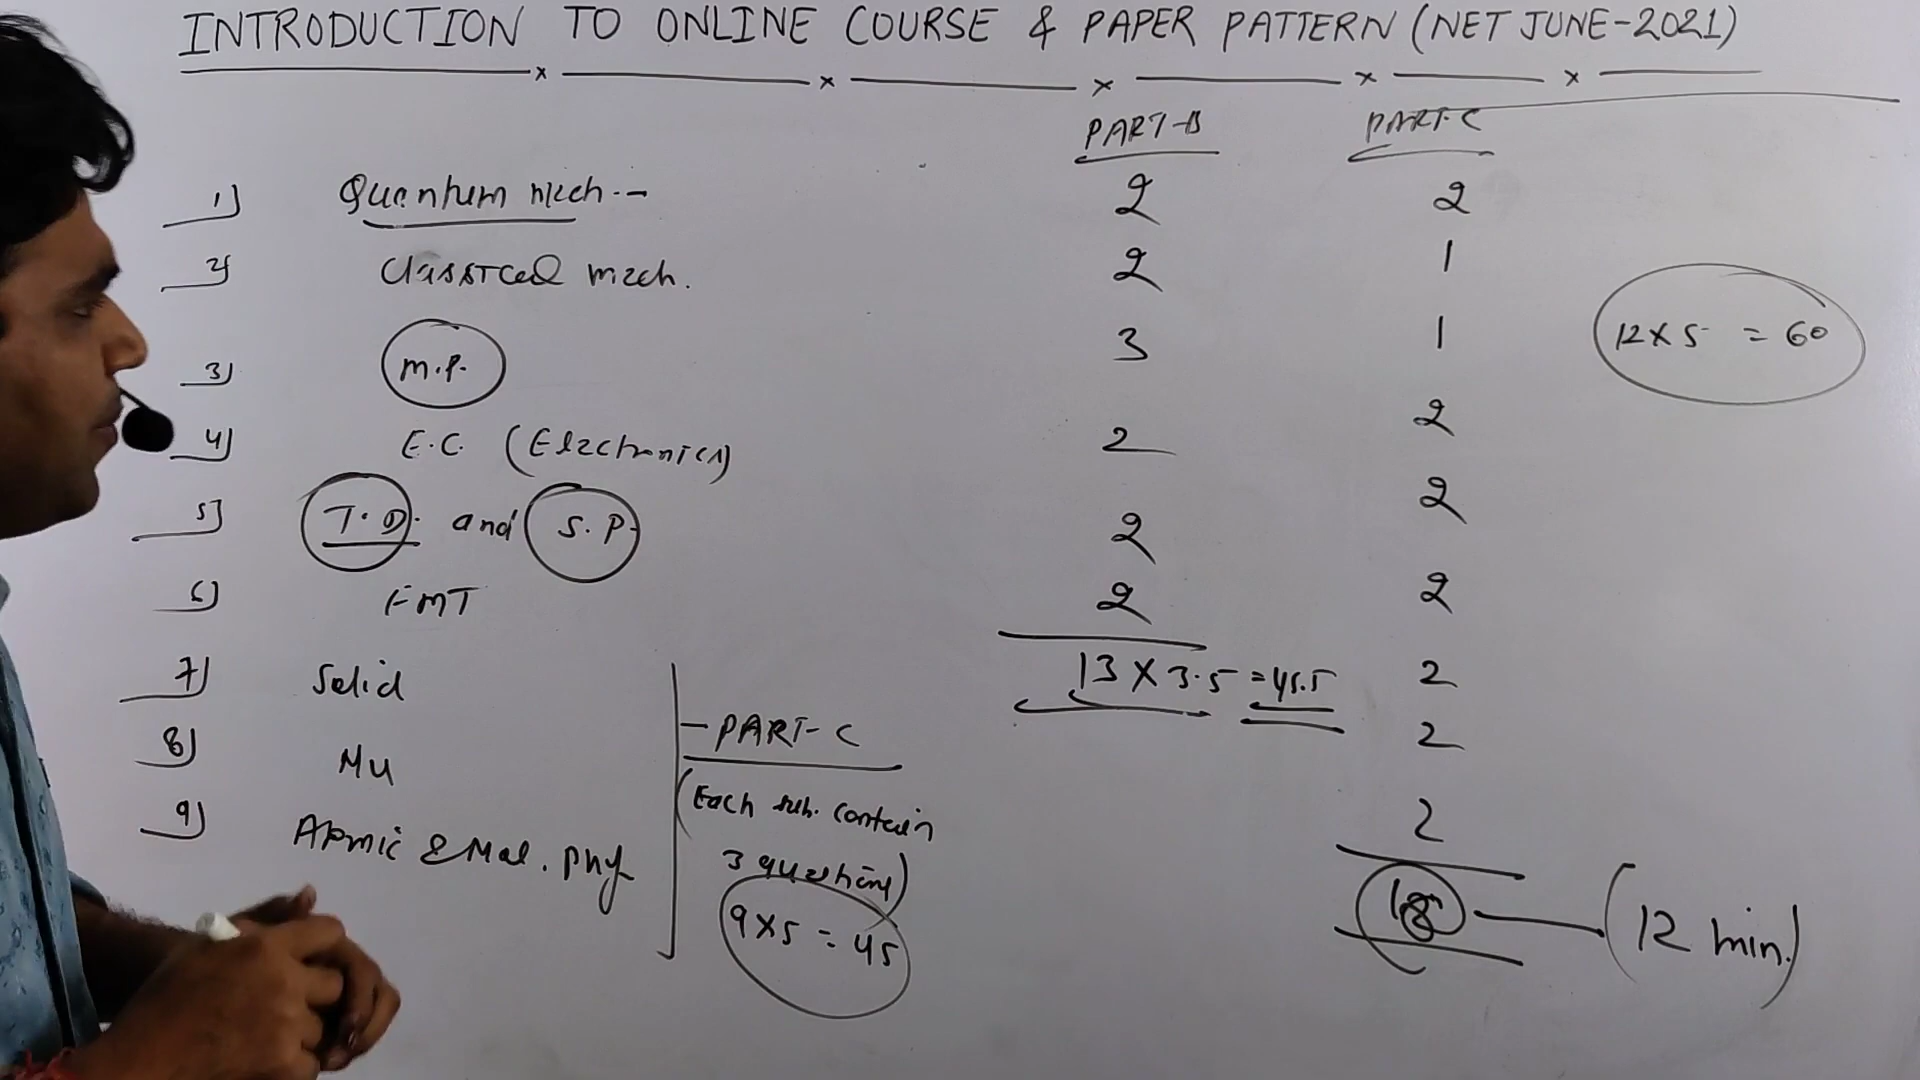 INTRODUCTION TO ONLINE COURSE & PAPER PATTERN (NET JUNE-2021)
PART-B PART-C
1) Quantum Mech.- 2 2
2) Classical mech. 2 1
3) M.P. 3 1
12 x 5 = 60
4) E.C. (Electronics) 2 2
5) T.D. and S.P. 2 2
6) EMT 2 2
13 X 3.5 = 45.5
7) Solid 2
- PART-C
8) Nu 2
(Each sub. contain
9) Atomic & Mol. Phy 2
3 questions)
9 X 5 = 45
18 (12 min.)